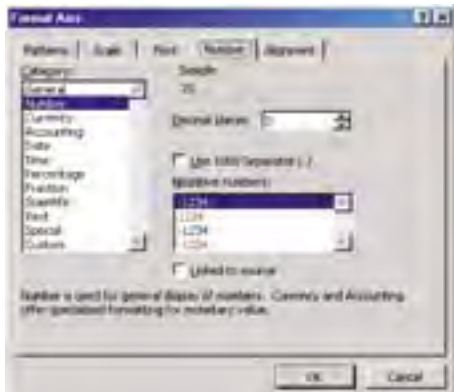 Format Axis
Patterns Scale Font Number Alignment
Category:
General
Number
Currency
Accounting
Date
Time
Percentage
Fraction
Scientific
Text
Special
Custom
Sample
Decimal places:
Use 1000 Separator (,)
Negative numbers:
-1234
1234
-1234
-1234
Linked to source
Number is used for general display of numbers. Currency and Accounting
offer specialized formatting for monetary value.
OK Cancel